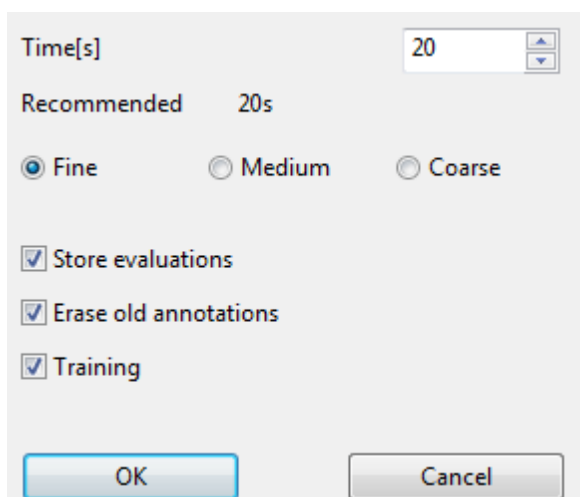 Time[s] 20
Recommended 20s
Fine Medium Coarse
Store evaluations
Erase old annotations
Training
OK Cancel